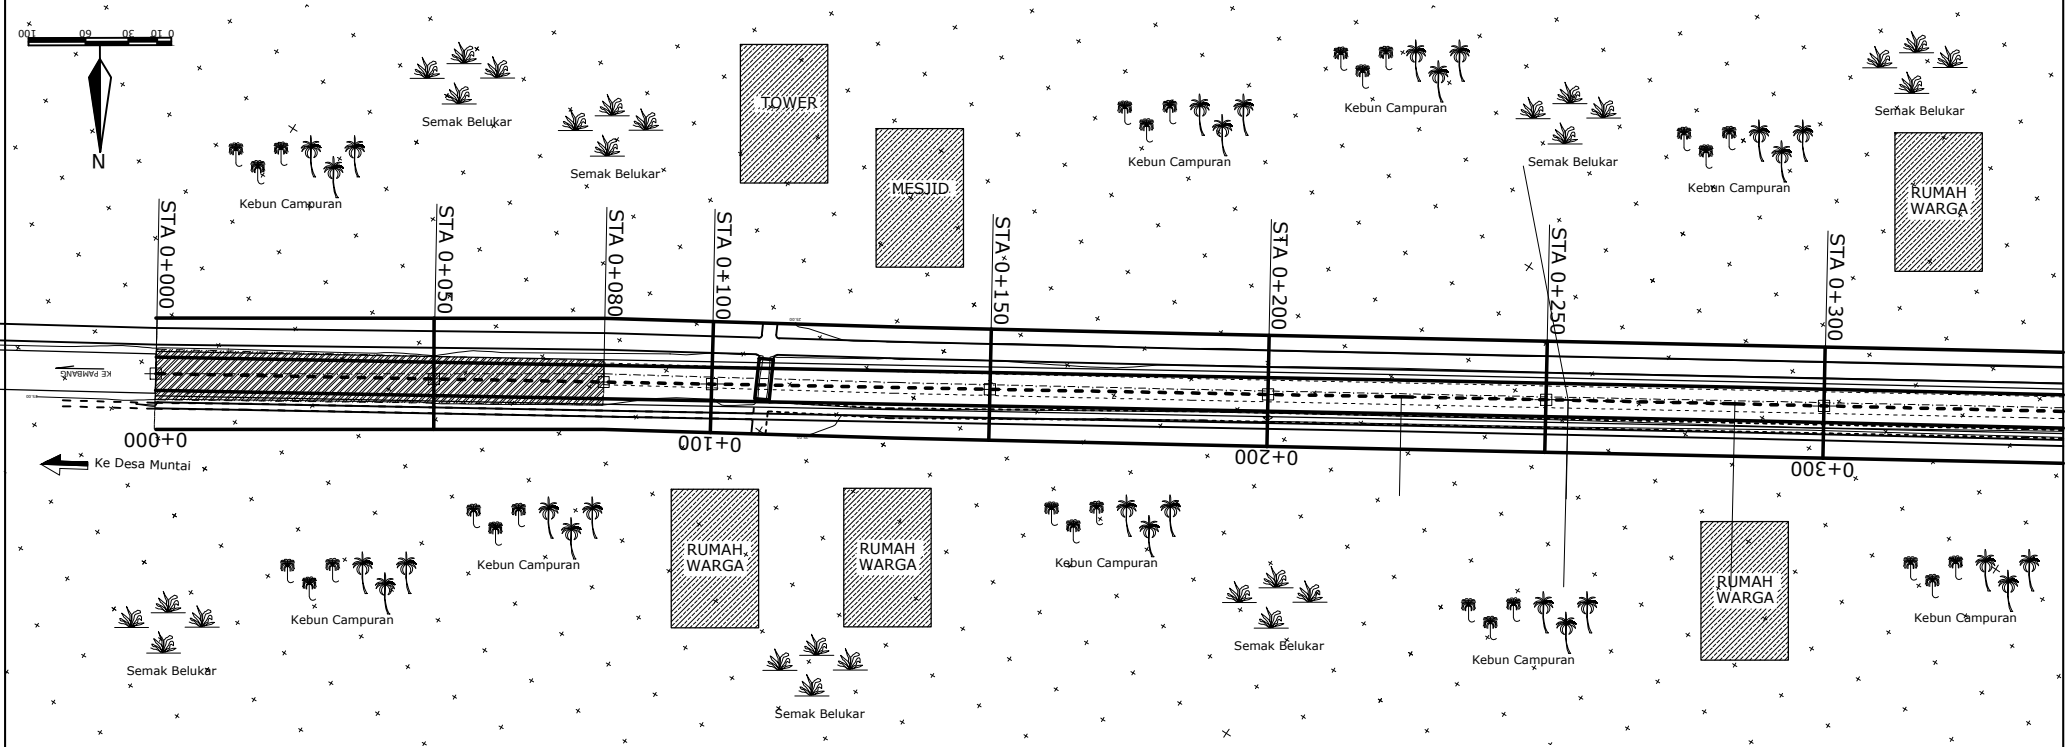 100 60 30 10 0
N
Semak Belukar
Semak Belukar
Kebun Campuran
TOWER
MESJID
Kebun Campuran
Kebun Campuran
Semak Belukar
Kebun Campuran
Semak Belukar
RUMAH
WARGA
STA 0+000
STA 0+050
STA 0+080
STA 0+100
STA 0+150
STA 0+200
STA 0+250
STA 0+300
KE PAMBANG
0+000
0+100
0+200
0+300
Ke Desa Muntai
Kebun Campuran
Kebun Campuran
Semak Belukar
RUMAH
WARGA
RUMAH
WARGA
Semak Belukar
Kebun Campuran
Semak Belukar
Kebun Campuran
RUMAH
WARGA
Kebun Campuran